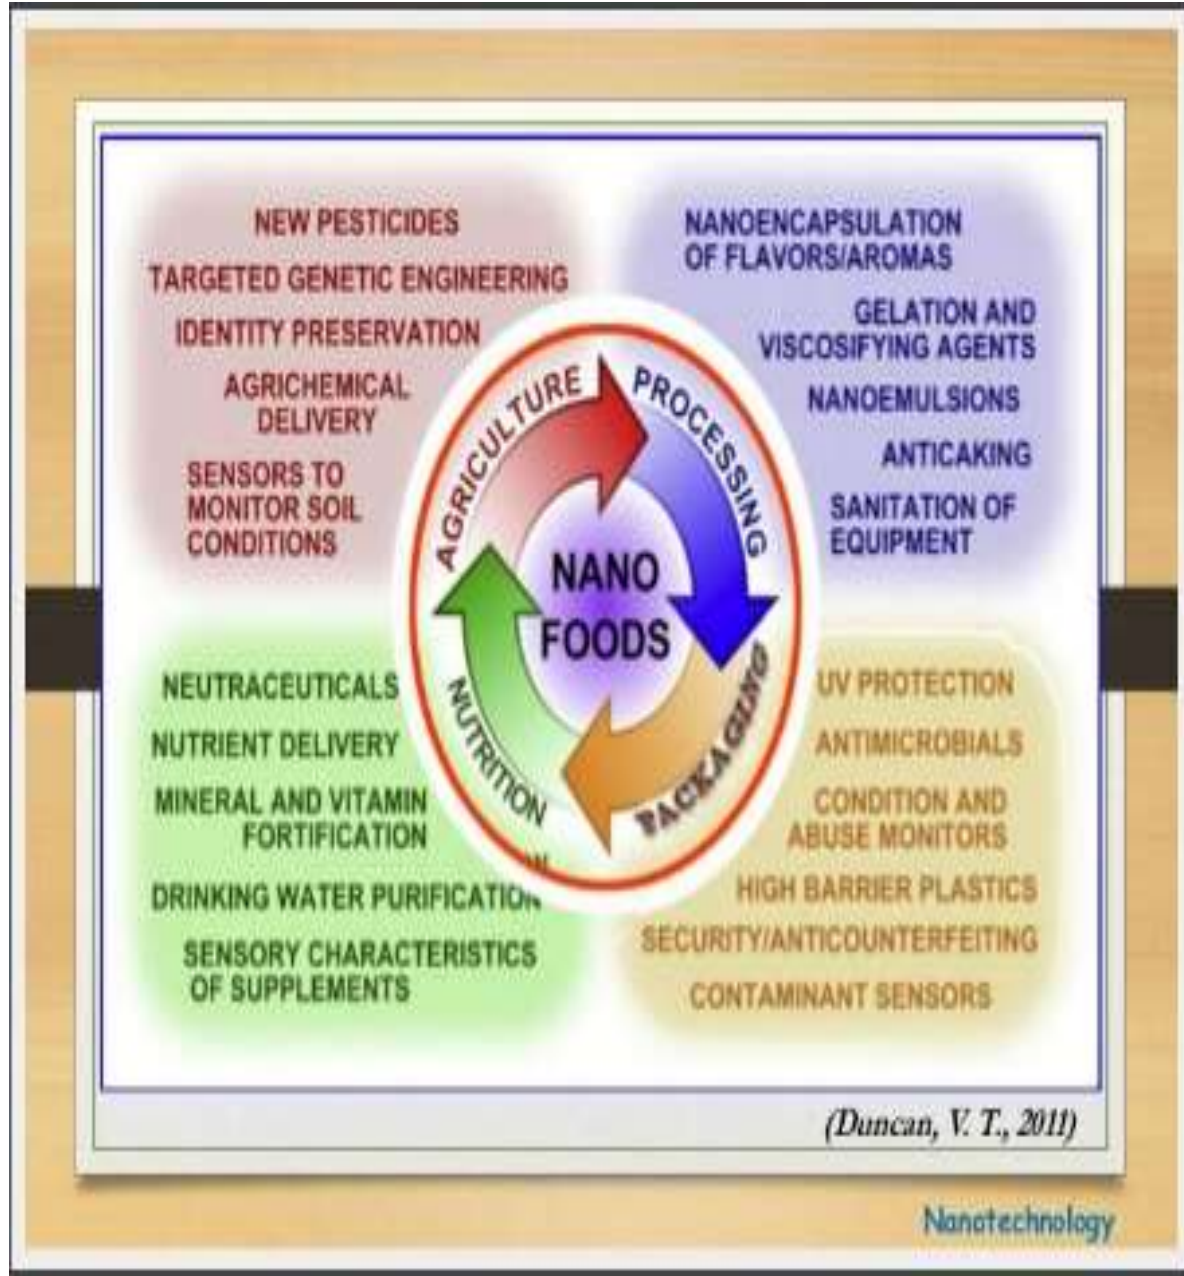 NEW PESTICIDES
TARGETED GENETIC ENGINEERING
IDENTITY PRESERVATION
AGRICHEMICAL
DELIVERY
SENSORS TO
MONITOR SOIL
CONDITIONS
NANOENCAPSULATION
OF FLAVORS/AROMAS
GELATION AND
VISCOSIFYING AGENTS
NANOEMULSIONS
ANTICAKING
SANITATION OF
EQUIPMENT
AGRICULTURE
PROCESSING
NANO
FOODS
NUTRITION
PACKAGING
NEUTRACEUTICALS
NUTRIENT DELIVERY
MINERAL AND VITAMIN
FORTIFICATION
DRINKING WATER PURIFICATION
SENSORY CHARACTERISTICS
OF SUPPLEMENTS
UV PROTECTION
ANTIMICROBIALS
CONDITION AND
ABUSE MONITORS
HIGH BARRIER PLASTICS
SECURITY/ANTICOUNTERFEITING
CONTAMINANT SENSORS
(Duncan, V. T., 2011)
Nanotechnology